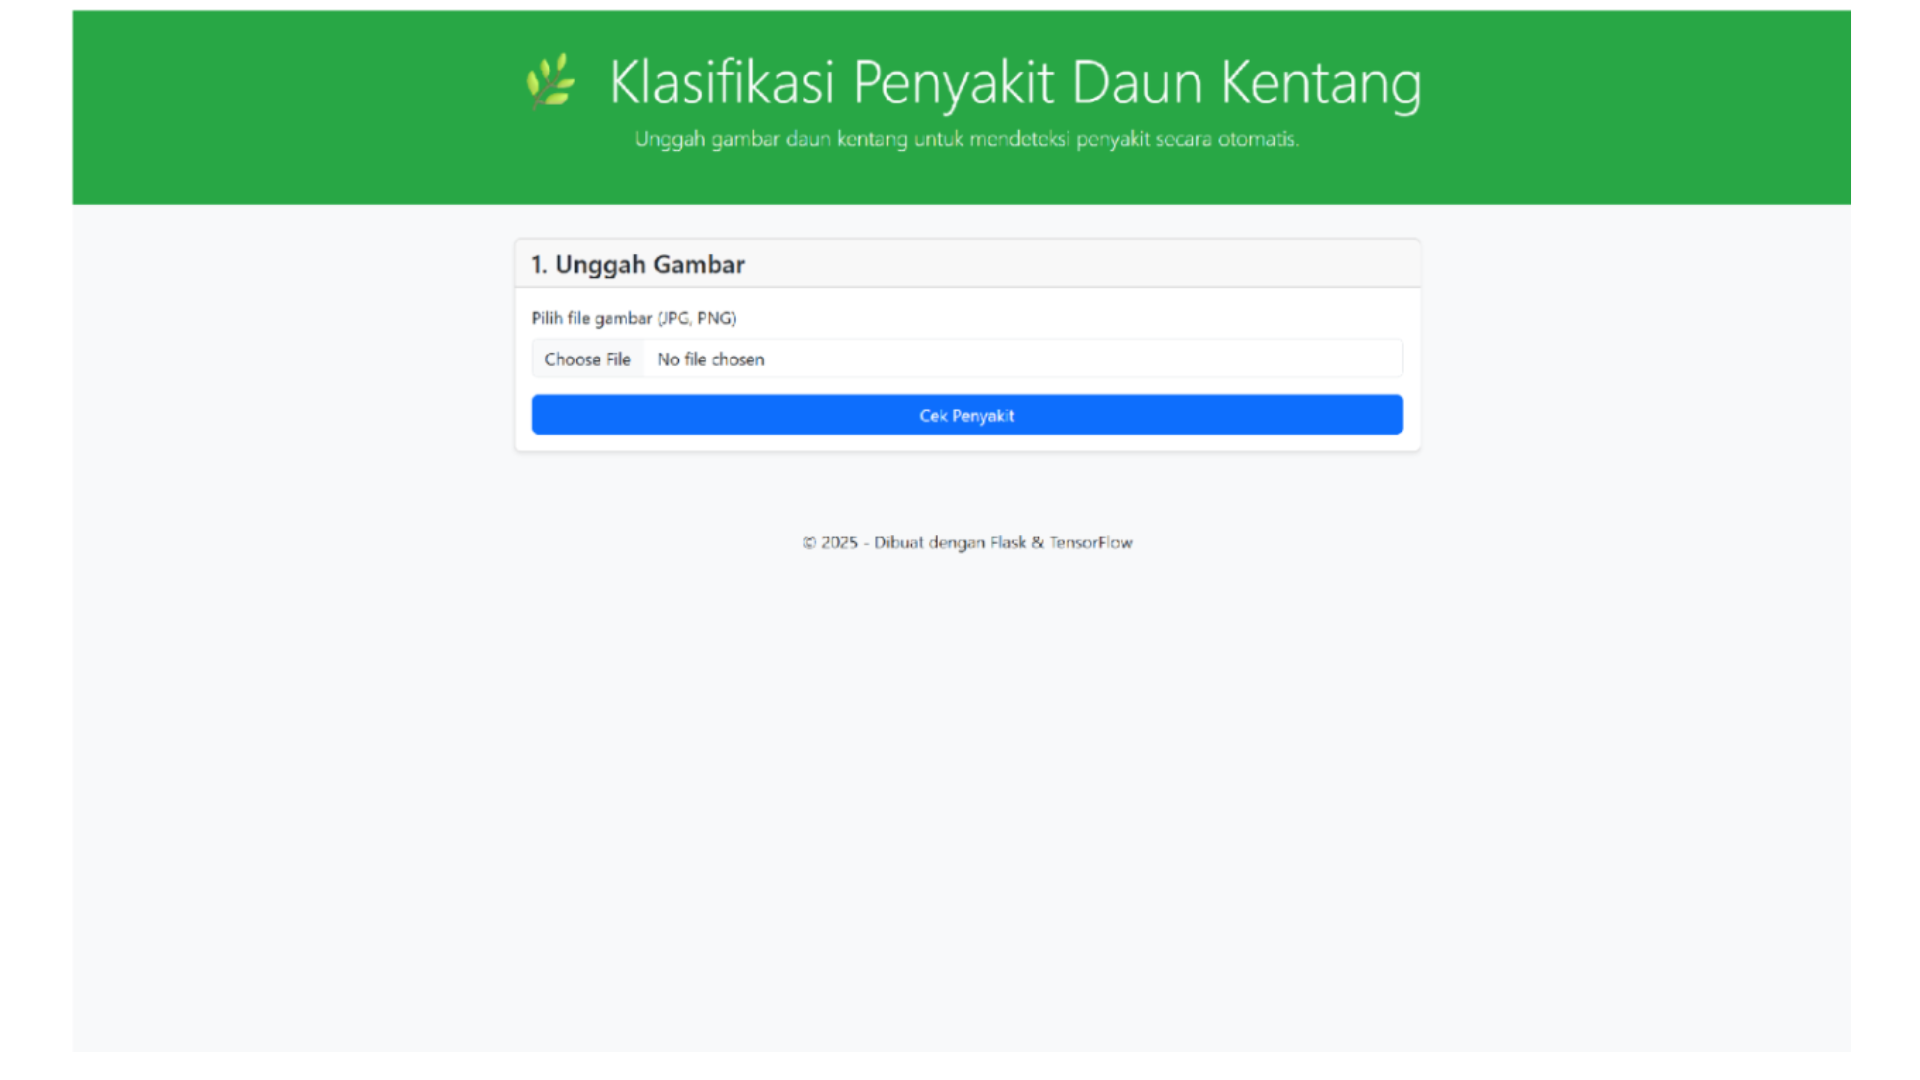 Klasifikasi Penyakit Daun Kentang
Unggah gambar daun kentang untuk mendeteksi penyakit secara otomatis.
1. Unggah Gambar
Pilih file gambar (JPG, PNG)
Choose File No file chosen
Cek Penyakit
© 2025 - Dibuat dengan Flask & TensorFlow